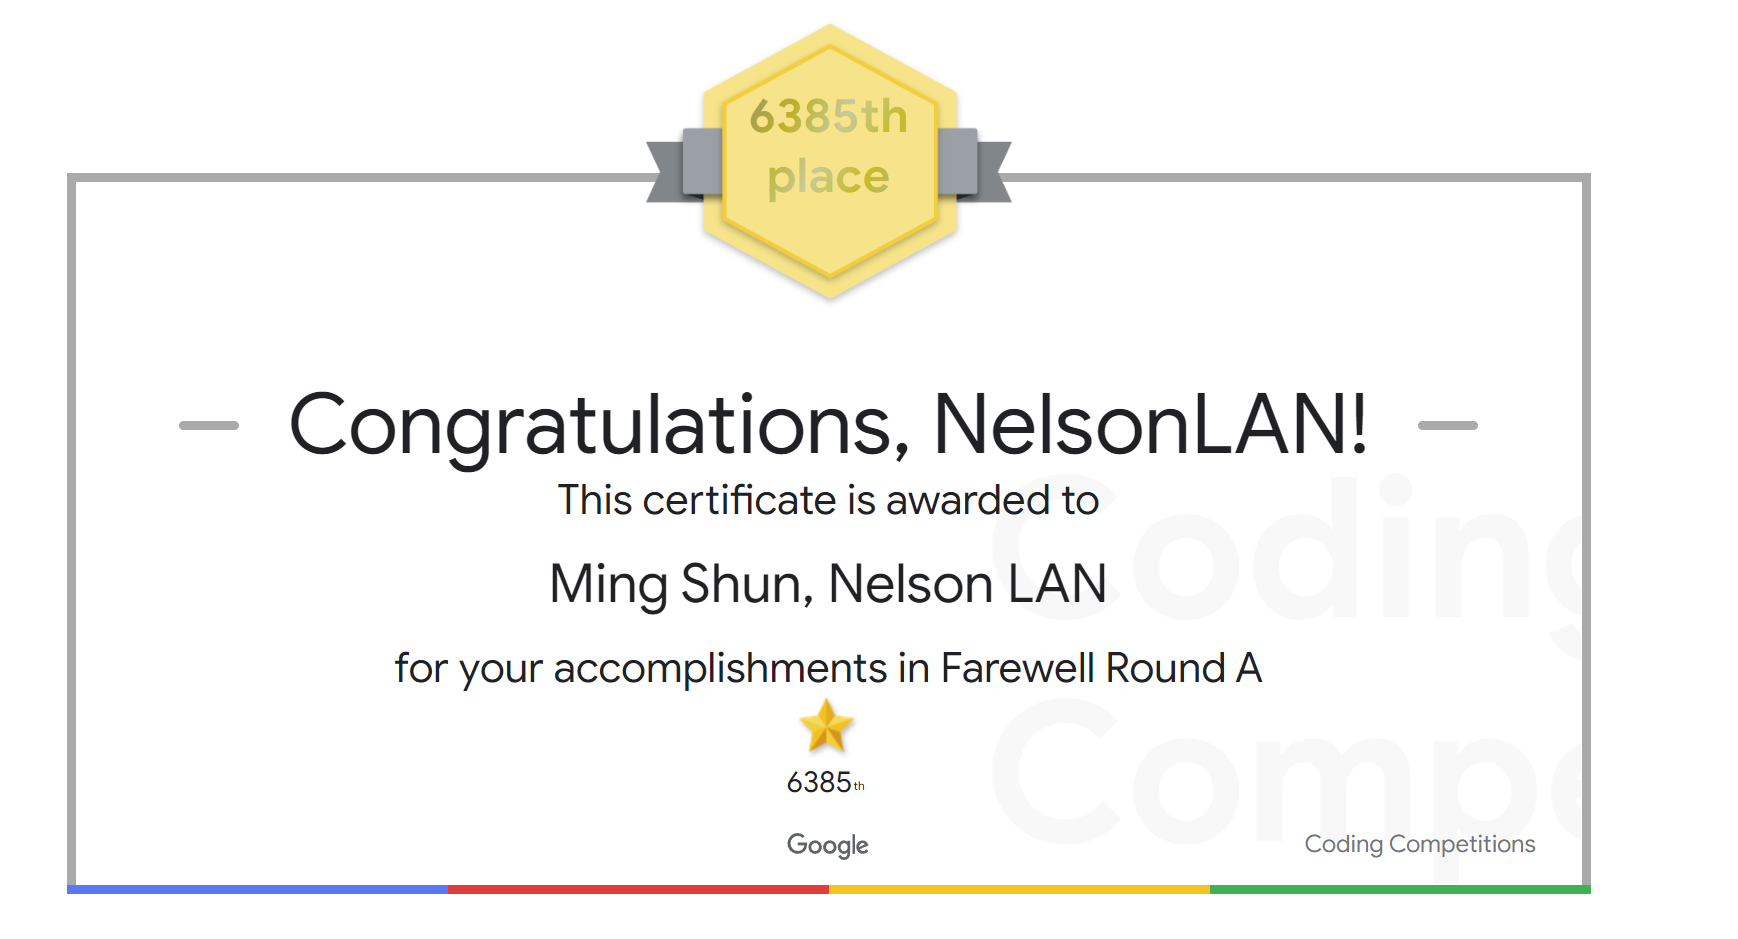 6385th
place
Congratulations, NelsonLAN!
This certificate is awarded to
Ming Shun, Nelson LAN
for your accomplishments in Farewell Round A
6385th
Google
Coding Competitions
Coding
Compe